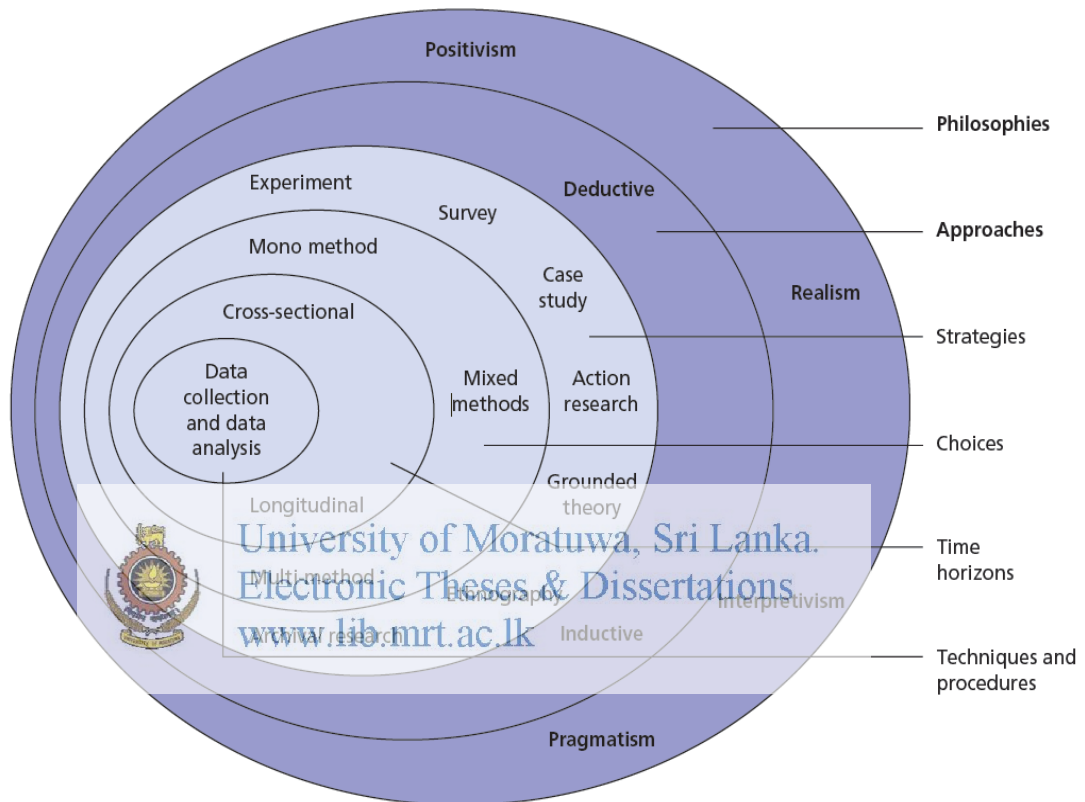 Positivism
Philosophies
Experiment
Deductive
Survey
Approaches
Mono method
Case
study
Realism
Cross-sectional
Strategies
Data
collection
and data
analysis
Mixed
methods
Action
research
Choices
Grounded
theory
Longitudinal
University of Moratuwa, Sri Lanka.
Time
horizons
Multi-method
Electronic Theses & Dissertations
Ethnography
Interpretivism
Archival research
www.lib.mrt.ac.lk
Inductive
Techniques and
procedures
Pragmatism